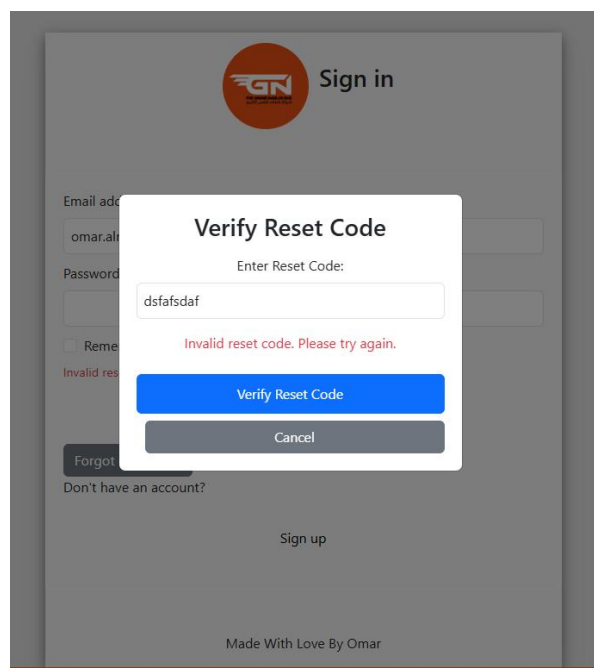 GN
Sign in
Email add
omar.alr
Password
Reme
Invalid res
Forgot
Don't have an account?
Sign up
Made With Love By Omar
Verify Reset Code
Enter Reset Code:
dsfafsdaf
Invalid reset code. Please try again.
Verify Reset Code
Cancel